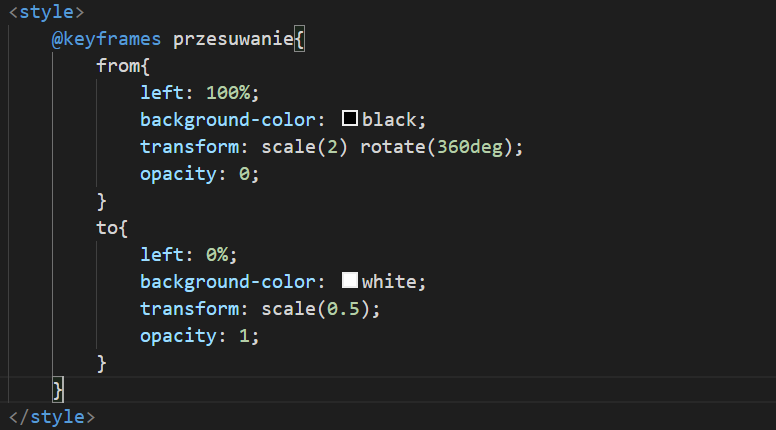 <style>
@keyframes przesuwanie{
from{
left: 100%;
background-color: black;
transform: scale(2) rotate(360deg);
opacity: 0;
}
to{
left: 0%;
background-color: white;
transform: scale(0.5);
opacity: 1;
}
}
</style>